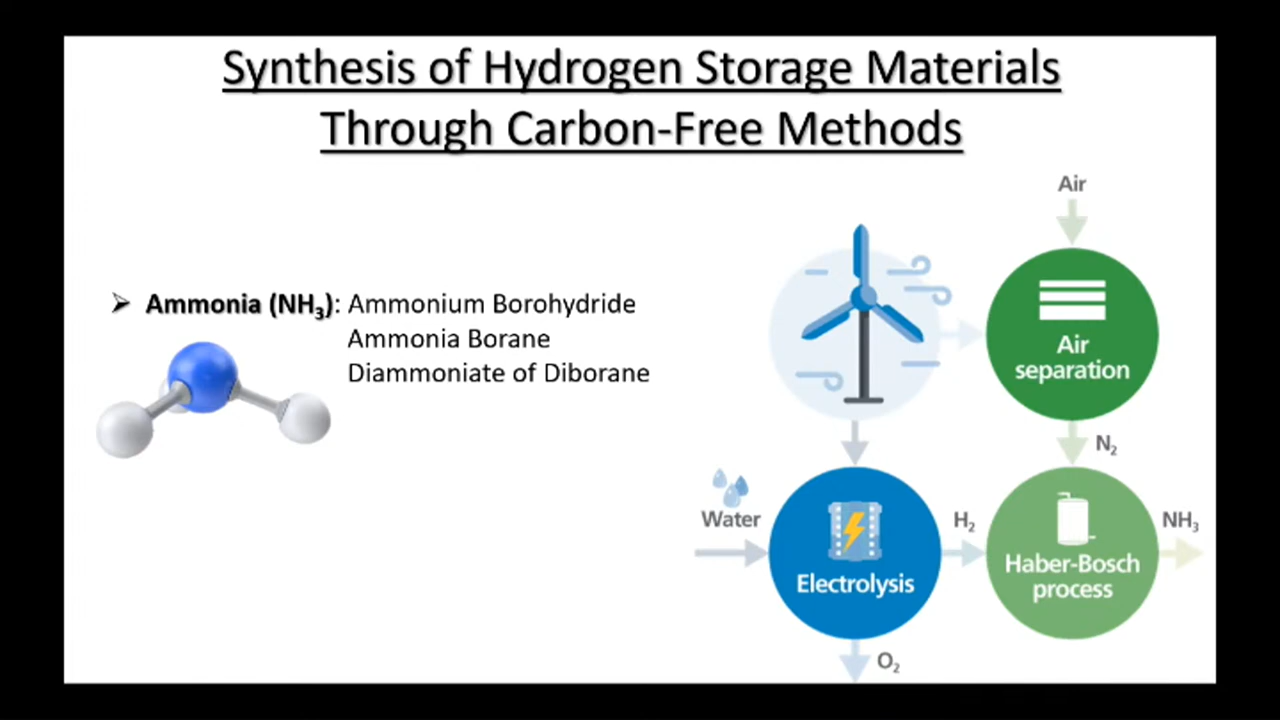 Synthesis of Hydrogen Storage Materials
Through Carbon-Free Methods
➢ Ammonia (NH₃): Ammonium Borohydride
Ammonia Borane
Diammoniate of Diborane
Air
Air
separation
N₂
Water
Electrolysis
H₂
Haber-Bosch
process
NH₃
O₂